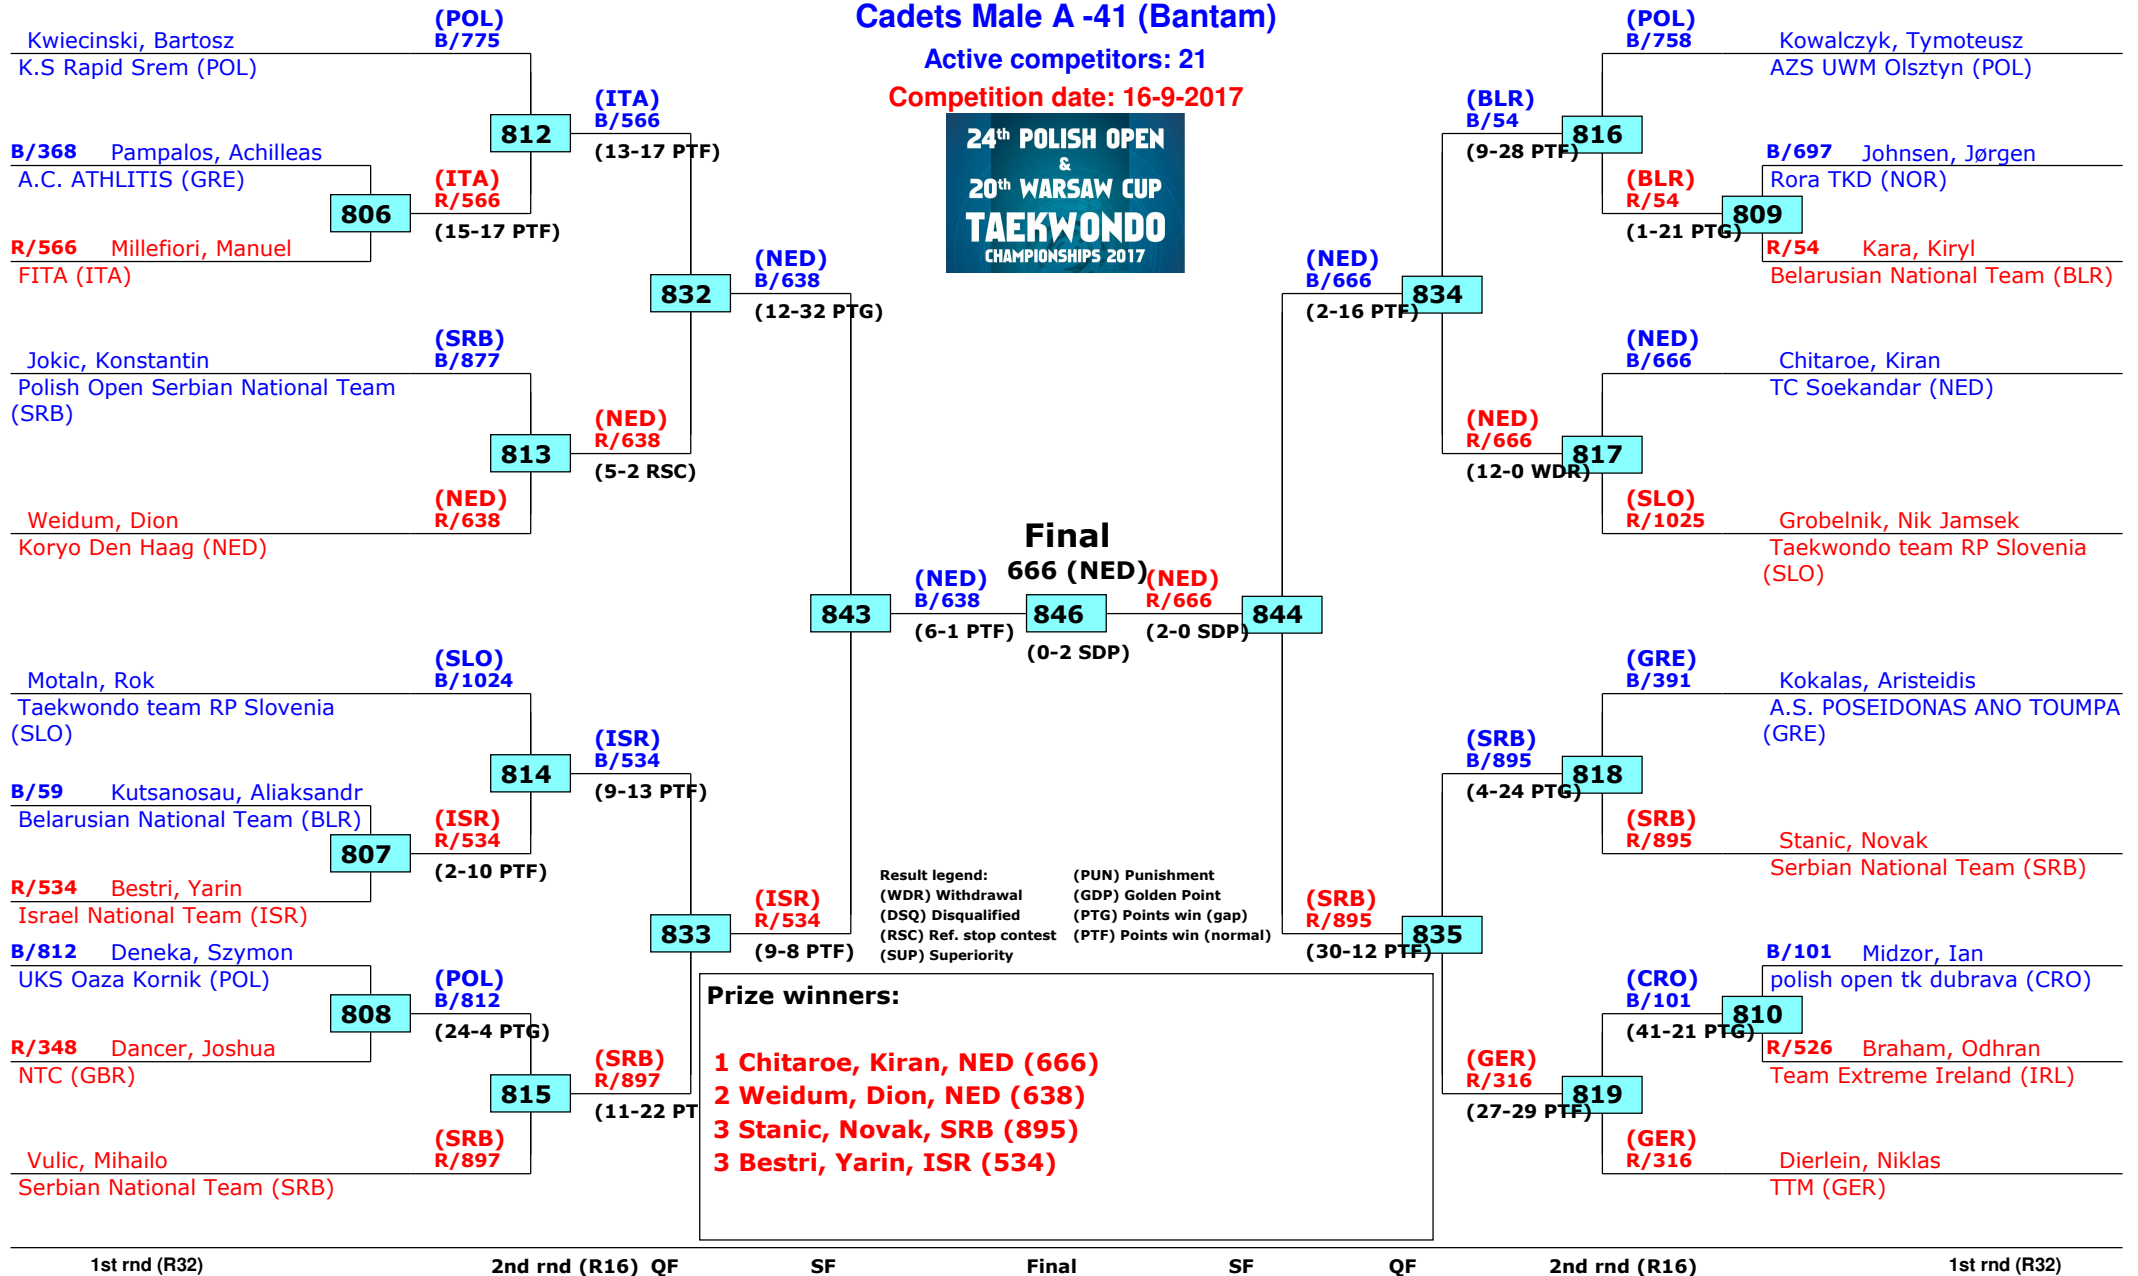 Cadets Male A -41 (Bantam)
Active competitors: 21
Competition date: 16-9-2017
24th POLISH OPEN
&
20th WARSAW CUP
TAEKWONDO
CHAMPIONSHIPS 2017
(POL)
Kwiecinski, Bartosz B/775
K.S Rapid Srem (POL)
(ITA)
812 B/566
(13-17 PTF)
B/368 Pampalos, Achilleas
A.C. ATHLITIS (GRE)
(ITA)
806 R/566
(15-17 PTF)
R/566 Millefiori, Manuel
FITA (ITA)
(NED)
832 B/638
(12-32 PTG)
(SRB)
Jokic, Konstantin B/877
Polish Open Serbian National Team
(SRB)
(NED)
813 R/638
(5-2 RSC)
(NED)
Weidum, Dion R/638
Koryo Den Haag (NED)
(NED)
843 B/638
(6-1 PTF)
(SLO)
Motaln, Rok B/1024
Taekwondo team RP Slovenia
(SLO)
(ISR)
814 B/534
(9-13 PTF)
B/59 Kutsanosau, Aliaksandr
Belarusian National Team (BLR)
(ISR)
807 R/534
(2-10 PTF)
R/534 Bestri, Yarin
Israel National Team (ISR)
(ISR)
833 R/534
(9-8 PTF)
B/812 Deneka, Szymon
UKS Oaza Kornik (POL)
(POL)
808 B/812
(24-4 PTG)
R/348 Dancer, Joshua
NTC (GBR)
(SRB)
815 R/897
(11-22 PT
(SRB)
Vulic, Mihailo R/897
Serbian National Team (SRB)
Final
666 (NED)
846
(0-2 SDP)
(POL)
B/758 Kowalczyk, Tymoteusz
AZS UWM Olsztyn (POL)
(BLR)
B/54 816
(9-28 PTF)
B/697 Johnsen, Jørgen
Rora TKD (NOR)
(BLR)
R/54 809
(1-21 PTG)
R/54 Kara, Kiryl
Belarusian National Team (BLR)
(NED)
B/666 834
(2-16 PTF)
(NED)
B/666 Chitaroe, Kiran
TC Soekandar (NED)
(NED)
R/666 817
(12-0 WDR)
(SLO)
R/1025 Grobelnik, Nik Jamsek
Taekwondo team RP Slovenia
(SLO)
(NED)
R/666 844
(2-0 SDP)
(GRE)
B/391 Kokalas, Aristeidis
A.S. POSEIDONAS ANO TOUMPA
(GRE)
(SRB)
B/895 818
(4-24 PTG)
(SRB)
R/895 Stanic, Novak
Serbian National Team (SRB)
(SRB)
R/895 835
(30-12 PTF)
B/101 Midzor, Ian
polish open tk dubrava (CRO)
(CRO)
B/101 810
(41-21 PTG)
R/526 Braham, Odhran
Team Extreme Ireland (IRL)
(GER)
R/316 819
(27-29 PTF)
(GER)
R/316 Dierlein, Niklas
TTM (GER)
Result legend: (PUN) Punishment
(WDR) Withdrawal (GDP) Golden Point
(DSQ) Disqualified (PTG) Points win (gap)
(RSC) Ref. stop contest (PTF) Points win (normal)
(SUP) Superiority
Prize winners:
1 Chitaroe, Kiran, NED (666)
2 Weidum, Dion, NED (638)
3 Stanic, Novak, SRB (895)
3 Bestri, Yarin, ISR (534)
1st rnd (R32) 2nd rnd (R16) QF SF Final SF QF 2nd rnd (R16) 1st rnd (R32)